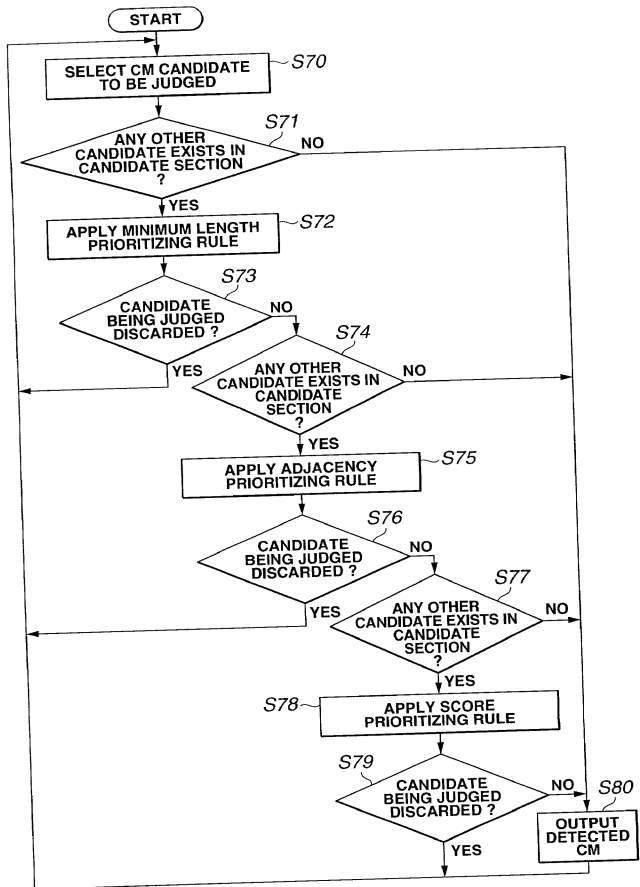 START
SELECT CM CANDIDATE
TO BE JUDGED
S70
ANY OTHER
CANDIDATE EXISTS IN
CANDIDATE SECTION
?
S71
NO
YES
APPLY MINIMUM LENGTH
PRIORITIZING RULE
S72
CANDIDATE
BEING JUDGED
DISCARDED ?
S73
NO
YES
ANY OTHER
CANDIDATE EXISTS IN
CANDIDATE
SECTION
?
S74
NO
YES
APPLY ADJACENCY
PRIORITIZING RULE
S75
CANDIDATE
BEING JUDGED
DISCARDED ?
S76
NO
YES
ANY OTHER
CANDIDATE EXISTS IN
CANDIDATE
SECTION
?
S77
NO
YES
S78
APPLY SCORE
PRIORITIZING RULE
S79
CANDIDATE
BEING JUDGED
DISCARDED ?
NO
YES
S80
OUTPUT
DETECTED
CM